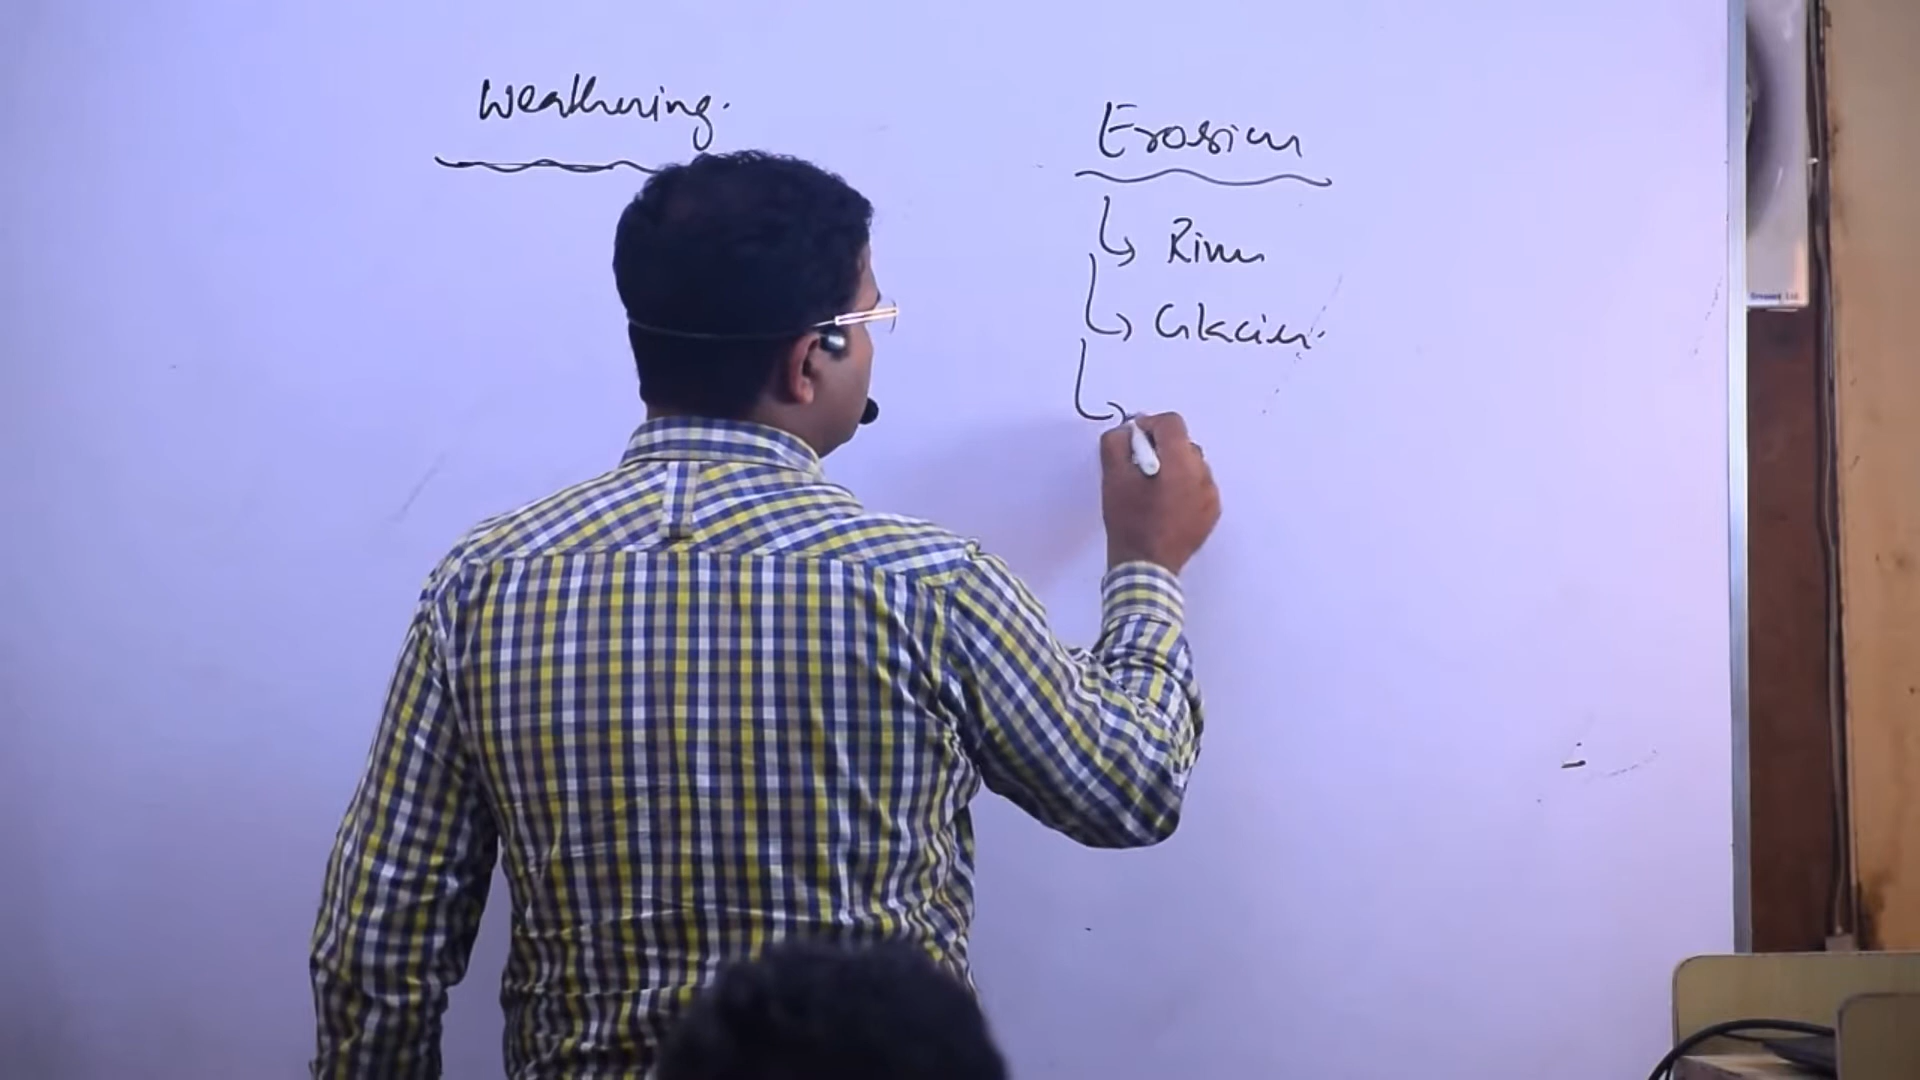 Weathering.
Erosion
↳ River
↳ Glacier.
↳